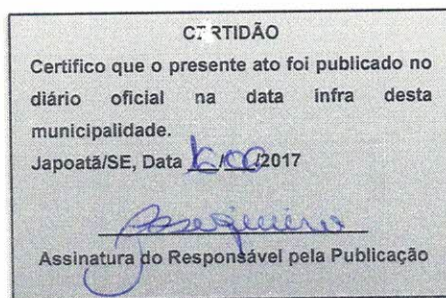 CERTIDÃO
Certifico que o presente ato foi publicado no
diário oficial na data infra desta
municipalidade.
Japoatã/SE, Data / /2017
Assinatura do Responsável pela Publicação